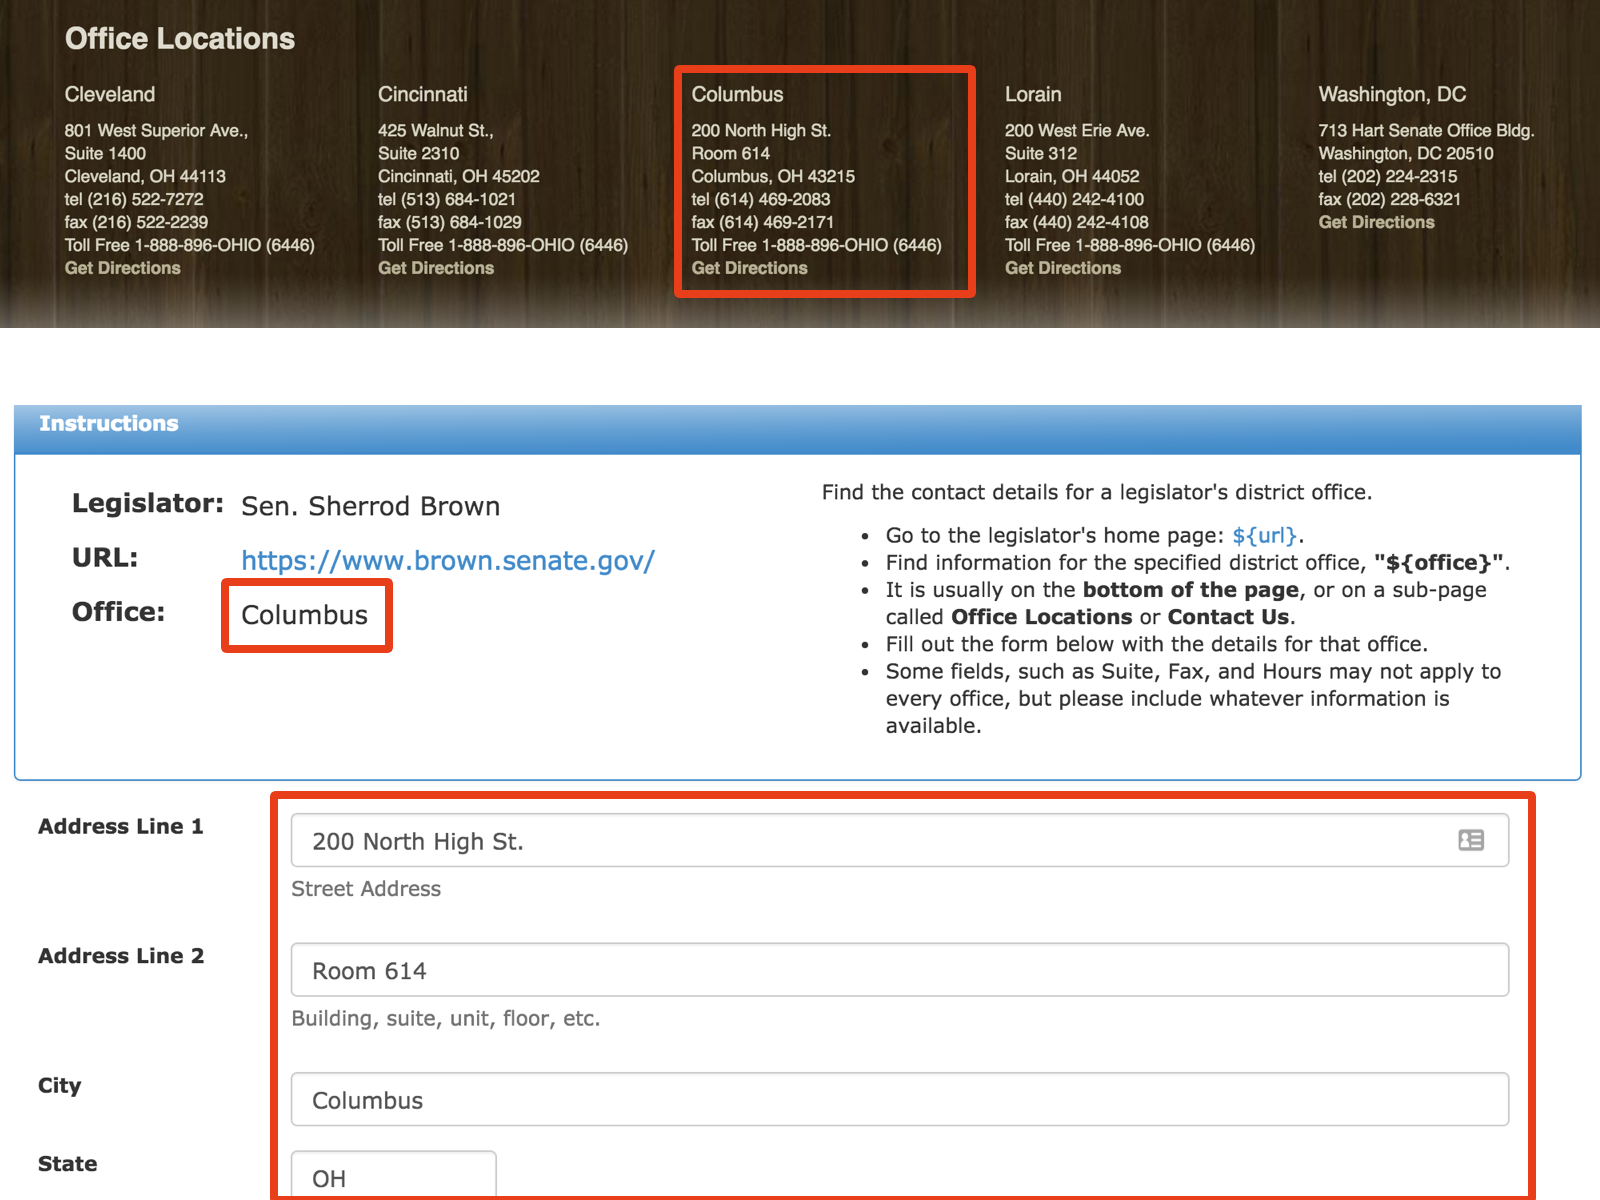 Office Locations
Cleveland
801 West Superior Ave.,
Suite 1400
Cleveland, OH 44113
tel (216) 522-7272
fax (216) 522-2239
Toll Free 1-888-896-OHIO (6446)
Get Directions
Cincinnati
425 Walnut St.,
Suite 2310
Cincinnati, OH 45202
tel (513) 684-1021
fax (513) 684-1029
Toll Free 1-888-896-OHIO (6446)
Get Directions
Columbus
200 North High St.
Room 614
Columbus, OH 43215
tel (614) 469-2083
fax (614) 469-2171
Toll Free 1-888-896-OHIO (6446)
Get Directions
Lorain
200 West Erie Ave.
Suite 312
Lorain, OH 44052
tel (440) 242-4100
fax (440) 242-4108
Toll Free 1-888-896-OHIO (6446)
Get Directions
Washington, DC
713 Hart Senate Office Bldg.
Washington, DC 20510
tel (202) 224-2315
fax (202) 228-6321
Get Directions
Instructions
Legislator: Sen. Sherrod Brown
URL: https://www.brown.senate.gov/
Office: Columbus
Find the contact details for a legislator's district office.
• Go to the legislator's home page: ${url}.
• Find information for the specified district office, "${office}".
• It is usually on the bottom of the page, or on a sub-page
called Office Locations or Contact Us.
• Fill out the form below with the details for that office.
• Some fields, such as Suite, Fax, and Hours may not apply to
every office, but please include whatever information is
available.
Address Line 1
200 North High St.
Street Address
Address Line 2
Room 614
Building, suite, unit, floor, etc.
City
Columbus
State
OH